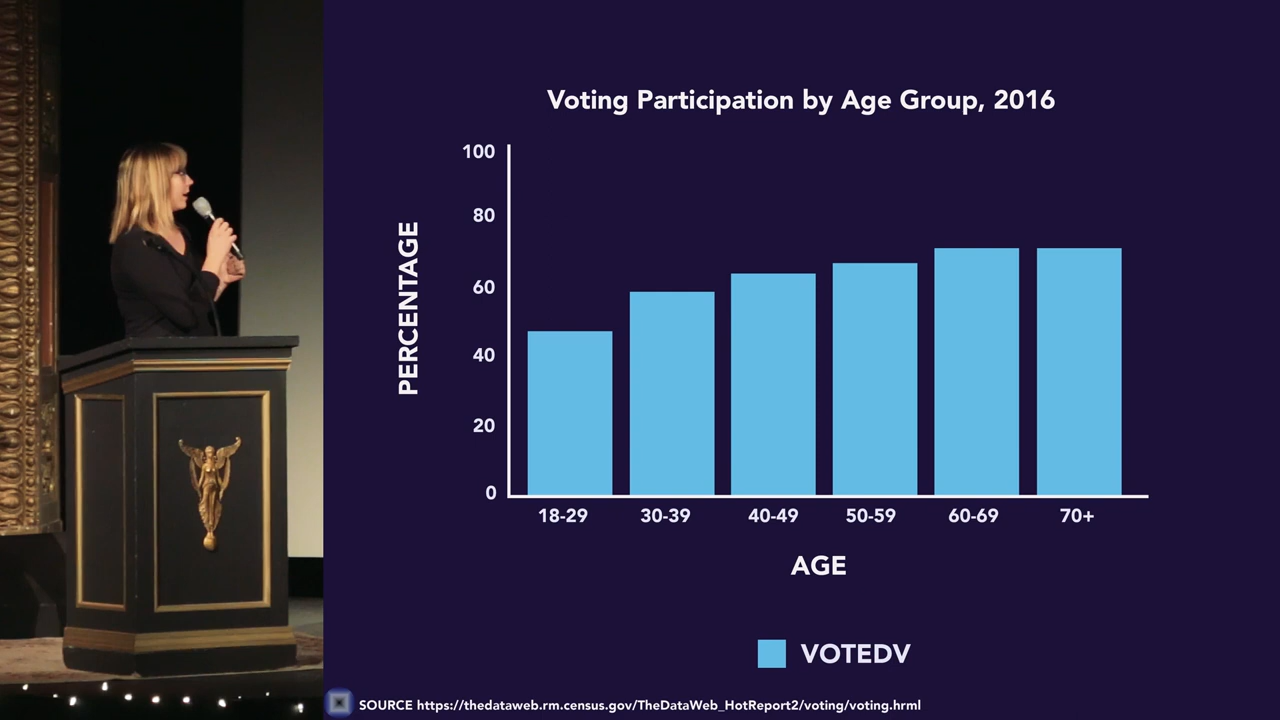 Voting Participation by Age Group, 2016
PERCENTAGE
100
80
60
40
20
0
18-29 30-39 40-49 50-59 60-69 70+
AGE
VOTEDV
SOURCE https://thedataweb.rm.census.gov/TheDataWeb_HotReport2/voting/voting.hrml